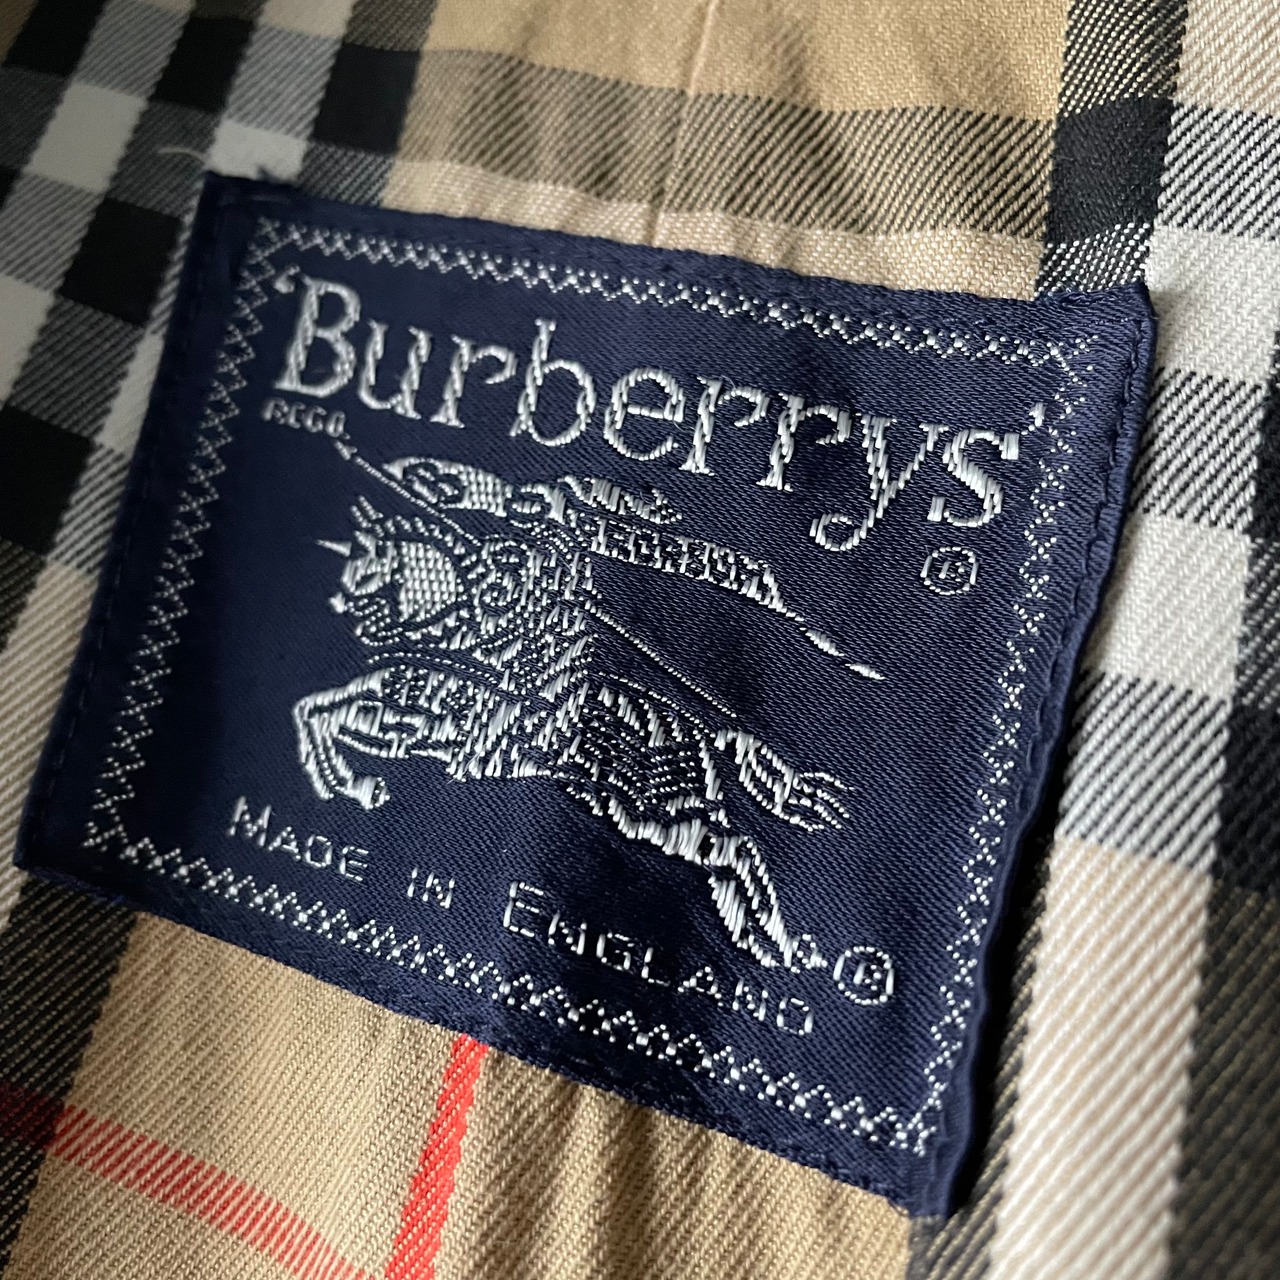 'Burberrys'
REGD.
®
MADE IN ENGLAND
®